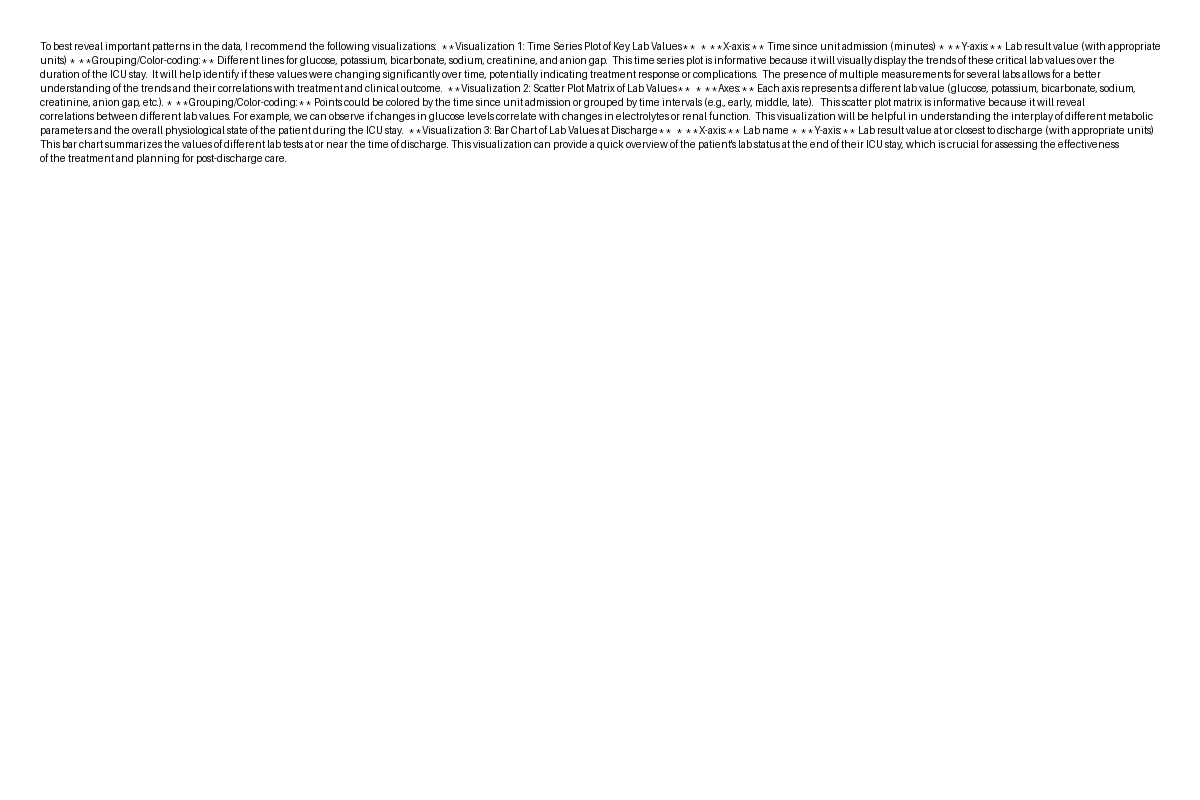 To best reveal important patterns in the data, I recommend the following visualizations:  **Visualization 1: Time Series Plot of Key Lab Values**  * **X-axis:** Time since unit admission (minutes) * **Y-axis:** Lab result value (with appropriate
units) * **Grouping/Color-coding:** Different lines for glucose, potassium, bicarbonate, sodium, creatinine, and anion gap.  This time series plot is informative because it will visually display the trends of these critical lab values over the
duration of the ICU stay.  It will help identify if these values were changing significantly over time, potentially indicating treatment response or complications.  The presence of multiple measurements for several labs allows for a better
understanding of the trends and their correlations with treatment and clinical outcome.  **Visualization 2: Scatter Plot Matrix of Lab Values**  * **Axes:** Each axis represents a different lab value (glucose, potassium, bicarbonate, sodium,
creatinine, anion gap, etc.). * **Grouping/Color-coding:** Points could be colored by the time since unit admission or grouped by time intervals (e.g., early, middle, late).   This scatter plot matrix is informative because it will reveal
correlations between different lab values. For example, we can observe if changes in glucose levels correlate with changes in electrolytes or renal function.  This visualization will be helpful in understanding the interplay of different metabolic
parameters and the overall physiological state of the patient during the ICU stay.  **Visualization 3: Bar Chart of Lab Values at Discharge**  * **X-axis:** Lab name * **Y-axis:** Lab result value at or closest to discharge (with appropriate units)
This bar chart summarizes the values of different lab tests at or near the time of discharge. This visualization can provide a quick overview of the patient's lab status at the end of their ICU stay, which is crucial for assessing the effectiveness
of the treatment and planning for post-discharge care.